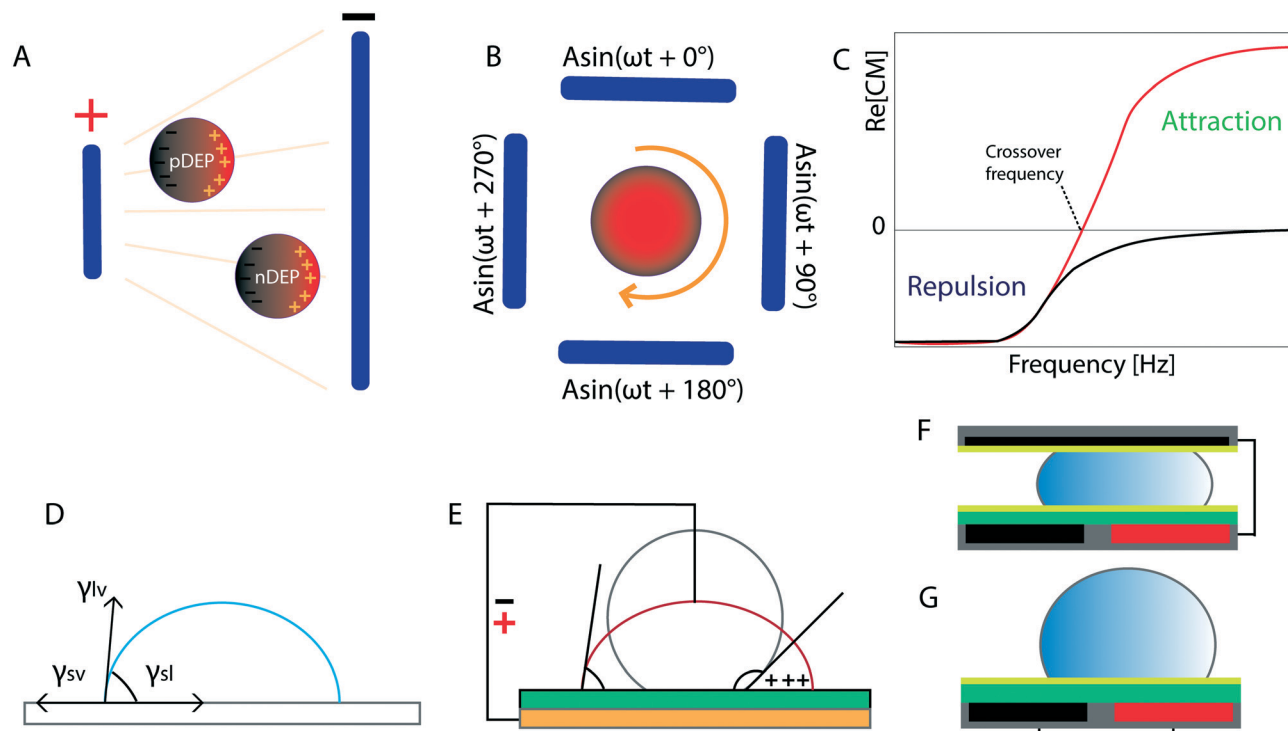 A
+
−
− − − − −
pDEP
+ + + + +
− − − − −
nDEP
+ + + + +
B
Asin(ωt + 0°)
Asin(ωt + 270°)
Asin(ωt + 90°)
Asin(ωt + 180°)
C
Re[CM]
Attraction
Crossover
frequency
0
Repulsion
Frequency [Hz]
D
γlv
γsv
γsl
E
−
+
+++
F
G